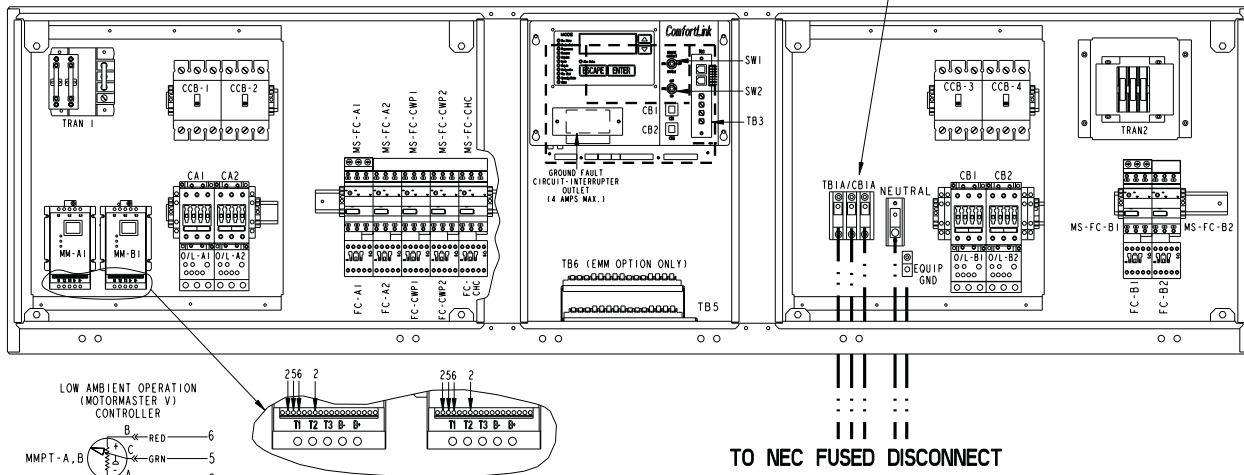 TRAN 1
CCB-1
CCB-2
CA1
CA2
MM-A1
MM-B1
O/L-A1
O/L-A2
MS-FC-A1
MS-FC-A2
MS-FC-CWP1
MS-FC-CWP2
MS-FC-CHC
FC-A1
FC-A2
FC-CWP1
FC-CWP2
FC-CHC
MODE
ComfortLink
ESCAPE
ENTER
SW1
SW2
CB1
CB2
TB3
GROUND FAULT
CIRCUIT-INTERRUPTER
OUTLET
(4 AMPS MAX.)
TB6 (EMM OPTION ONLY)
TB5
TB1A/CB1A
NEUTRAL
EQUIP
GND
CCB-3
CCB-4
CB1
CB2
O/L-B1
O/L-B2
TRAN2
MS-FC-B1
MS-FC-B2
FC-B1
FC-B2
LOW AMBIENT OPERATION
(MOTORMASTER V)
CONTROLLER
MMPT-A,B
B
RED
6
C
GRN
5
A
256
2
T1 T2 T3 B- B+
256
2
T1 T2 T3 B- B+
TO NEC FUSED DISCONNECT